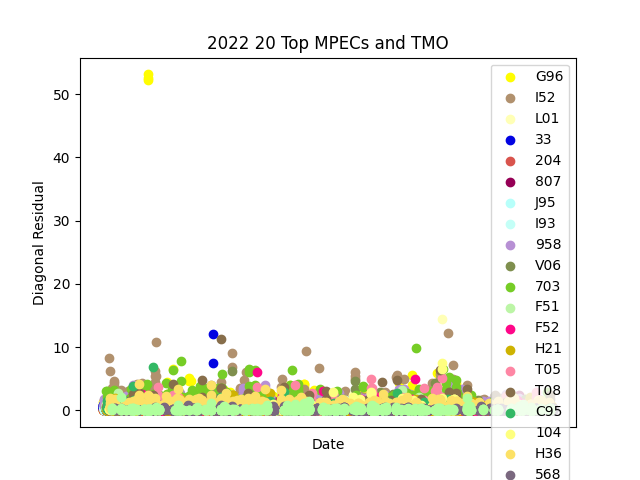 2022 20 Top MPECs and TMO
Diagonal Residual
50
40
30
20
10
0
Date
G96
I52
L01
33
204
807
J95
I93
958
V06
703
F51
F52
H21
T05
T08
C95
104
H36
568